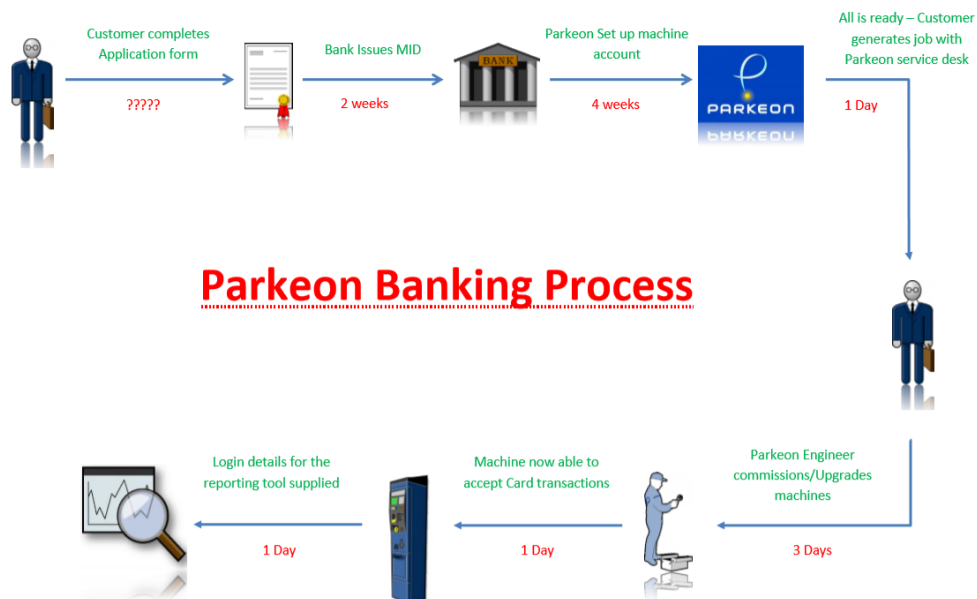 Customer completes
Application form
?????
Bank Issues MID
2 weeks
BANK
Parkeon Set up machine
account
4 weeks
PARKEON
All is ready – Customer
generates job with
Parkeon service desk
1 Day
Parkeon Banking Process
Parkeon Engineer
commissions/Upgrades
machines
3 Days
Machine now able to
accept Card transactions
1 Day
Login details for the
reporting tool supplied
1 Day